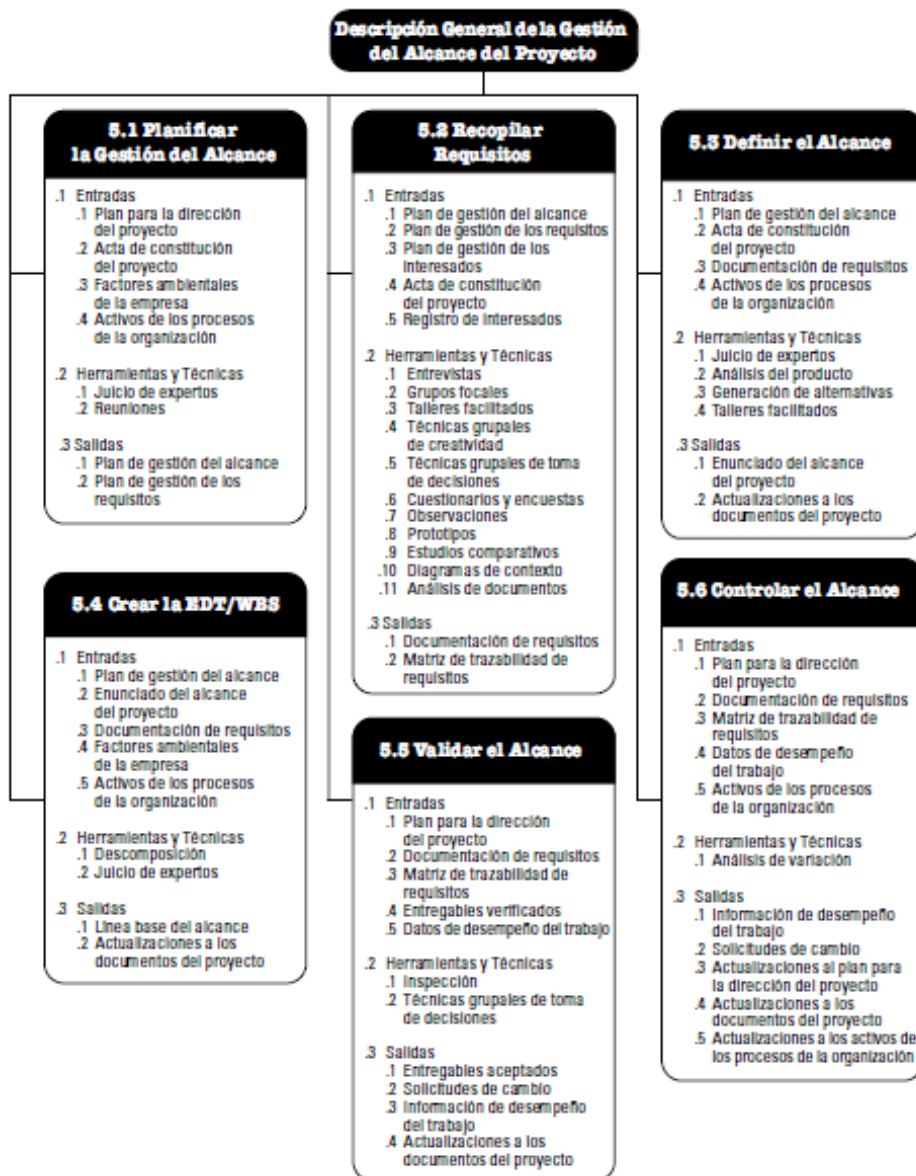 Descripción General de la Gestión
del Alcance del Proyecto
5.1 Planificar
la Gestión del Alcance
.1 Entradas
.1 Plan para la dirección
del proyecto
.2 Acta de constitución
del proyecto
.3 Factores ambientales
de la empresa
.4 Activos de los procesos
de la organización
.2 Herramientas y Técnicas
.1 Juicio de expertos
.2 Reuniones
.3 Salidas
.1 Plan de gestión del alcance
.2 Plan de gestión de los
requisitos
5.2 Recopilar
Requisitos
.1 Entradas
.1 Plan de gestión del alcance
.2 Plan de gestión de los requisitos
.3 Plan de gestión de los
interesados
.4 Acta de constitución
del proyecto
.5 Registro de interesados
.2 Herramientas y Técnicas
.1 Entrevistas
.2 Grupos focales
.3 Talleres facilitados
.4 Técnicas grupales
de creatividad
.5 Técnicas grupales de toma
de decisiones
.6 Cuestionarios y encuestas
.7 Observaciones
.8 Prototipos
.9 Estudios comparativos
.10 Diagramas de contexto
.11 Análisis de documentos
.3 Salidas
.1 Documentación de requisitos
.2 Matriz de trazabilidad de
requisitos
5.3 Definir el Alcance
.1 Entradas
.1 Plan de gestión del alcance
.2 Acta de constitución
del proyecto
.3 Documentación de requisitos
.4 Activos de los procesos
de la organización
.2 Herramientas y Técnicas
.1 Juicio de expertos
.2 Análisis del producto
.3 Generación de alternativas
.4 Talleres facilitados
.3 Salidas
.1 Enunciado del alcance
del proyecto
.2 Actualizaciones a los
documentos del proyecto
5.4 Crear la EDT/WBS
.1 Entradas
.1 Plan de gestión del alcance
.2 Enunciado del alcance
del proyecto
.3 Documentación de requisitos
.4 Factores ambientales
de la empresa
.5 Activos de los procesos
de la organización
.2 Herramientas y Técnicas
.1 Descomposición
.2 Juicio de expertos
.3 Salidas
.1 Línea base del alcance
.2 Actualizaciones a los
documentos del proyecto
5.5 Validar el Alcance
.1 Entradas
.1 Plan para la dirección
del proyecto
.2 Documentación de requisitos
.3 Matriz de trazabilidad de
requisitos
.4 Entregables verificados
.5 Datos de desempeño del trabajo
.2 Herramientas y Técnicas
.1 Inspección
.2 Técnicas grupales de toma
de decisiones
.3 Salidas
.1 Entregables aceptados
.2 Solicitudes de cambio
.3 Información de desempeño
del trabajo
.4 Actualizaciones a los
documentos del proyecto
5.6 Controlar el Alcance
.1 Entradas
.1 Plan para la dirección
del proyecto
.2 Documentación de requisitos
.3 Matriz de trazabilidad de
requisitos
.4 Datos de desempeño
del trabajo
.5 Activos de los procesos
de la organización
.2 Herramientas y Técnicas
.1 Análisis de variación
.3 Salidas
.1 Información de desempeño
del trabajo
.2 Solicitudes de cambio
.3 Actualizaciones al plan para
la dirección del proyecto
.4 Actualizaciones a los
documentos del proyecto
.5 Actualizaciones a los activos de
los procesos de la organización